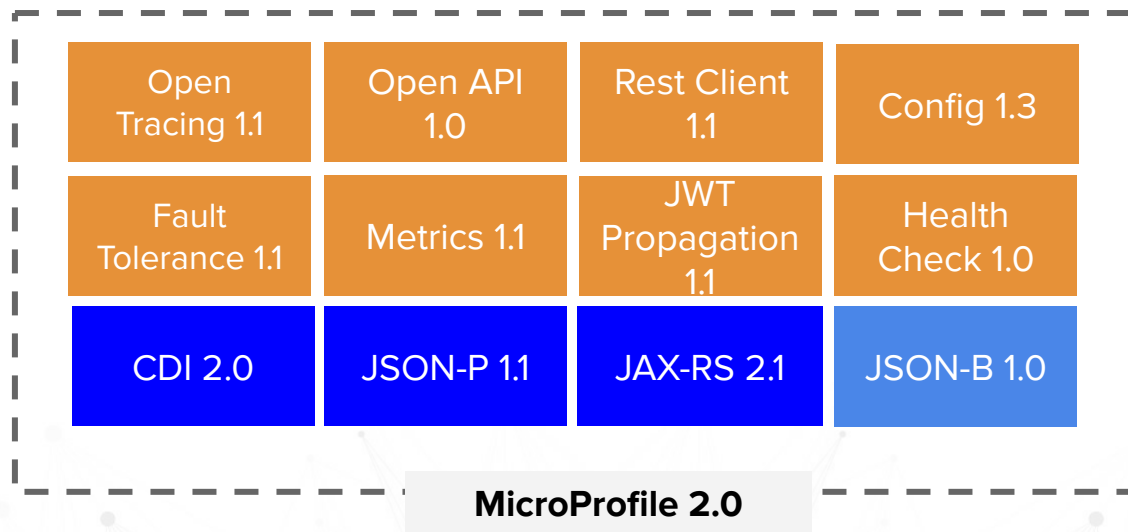 Open
Tracing 1.1
Open API
1.0
Rest Client
1.1
Config 1.3
Fault
Tolerance 1.1
Metrics 1.1
JWT
Propagation
1.1
Health
Check 1.0
CDI 2.0
JSON-P 1.1
JAX-RS 2.1
JSON-B 1.0
MicroProfile 2.0